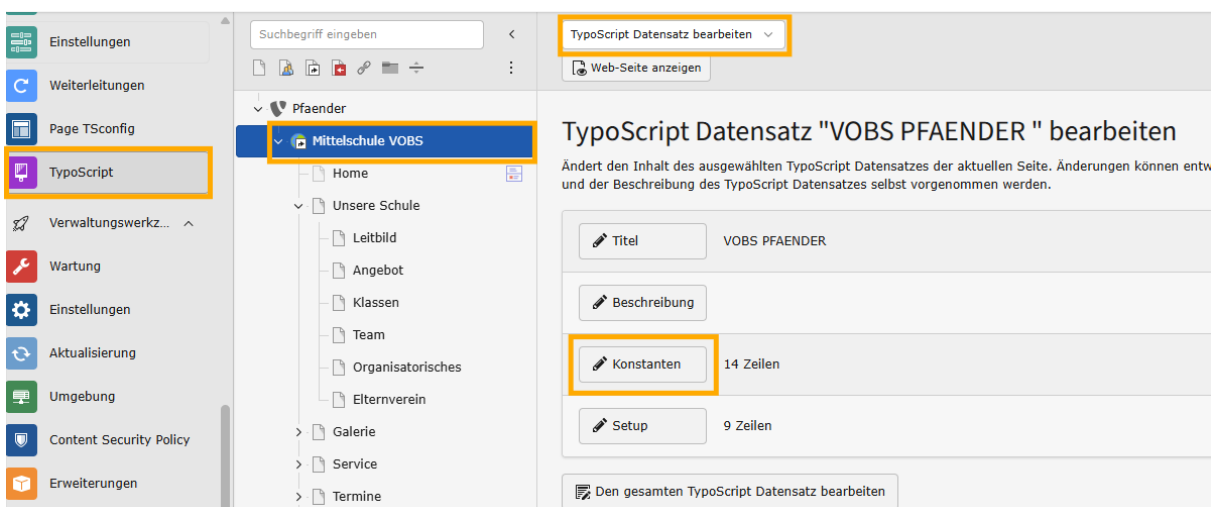 Einstellungen
Weiterleitungen
Page TSconfig
TypoScript
Verwaltungswerkz...
Wartung
Einstellungen
Aktualisierung
Umgebung
Content Security Policy
Erweiterungen
Suchbegriff eingeben
Pfaender
Mittelschule VOBS
Home
Unsere Schule
Leitbild
Angebot
Klassen
Team
Organisatorisches
Elternverein
Galerie
Service
Termine
TypoScript Datensatz bearbeiten
Web-Seite anzeigen
TypoScript Datensatz "VOBS PFAENDER " bearbeiten
Ändert den Inhalt des ausgewählten TypoScript Datensatzes der aktuellen Seite. Änderungen können entw
und der Beschreibung des TypoScript Datensatzes selbst vorgenommen werden.
Titel VOBS PFAENDER
Beschreibung
Konstanten 14 Zeilen
Setup 9 Zeilen
Den gesamten TypoScript Datensatz bearbeiten